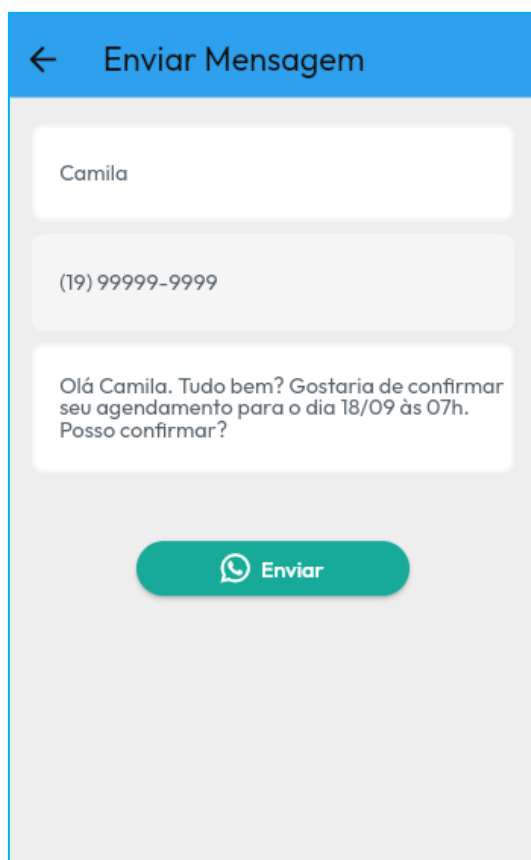 Enviar Mensagem
Camila
(19) 99999-9999
Olá Camila. Tudo bem? Gostaria de confirmar
seu agendamento para o dia 18/09 às 07h.
Posso confirmar?
Enviar